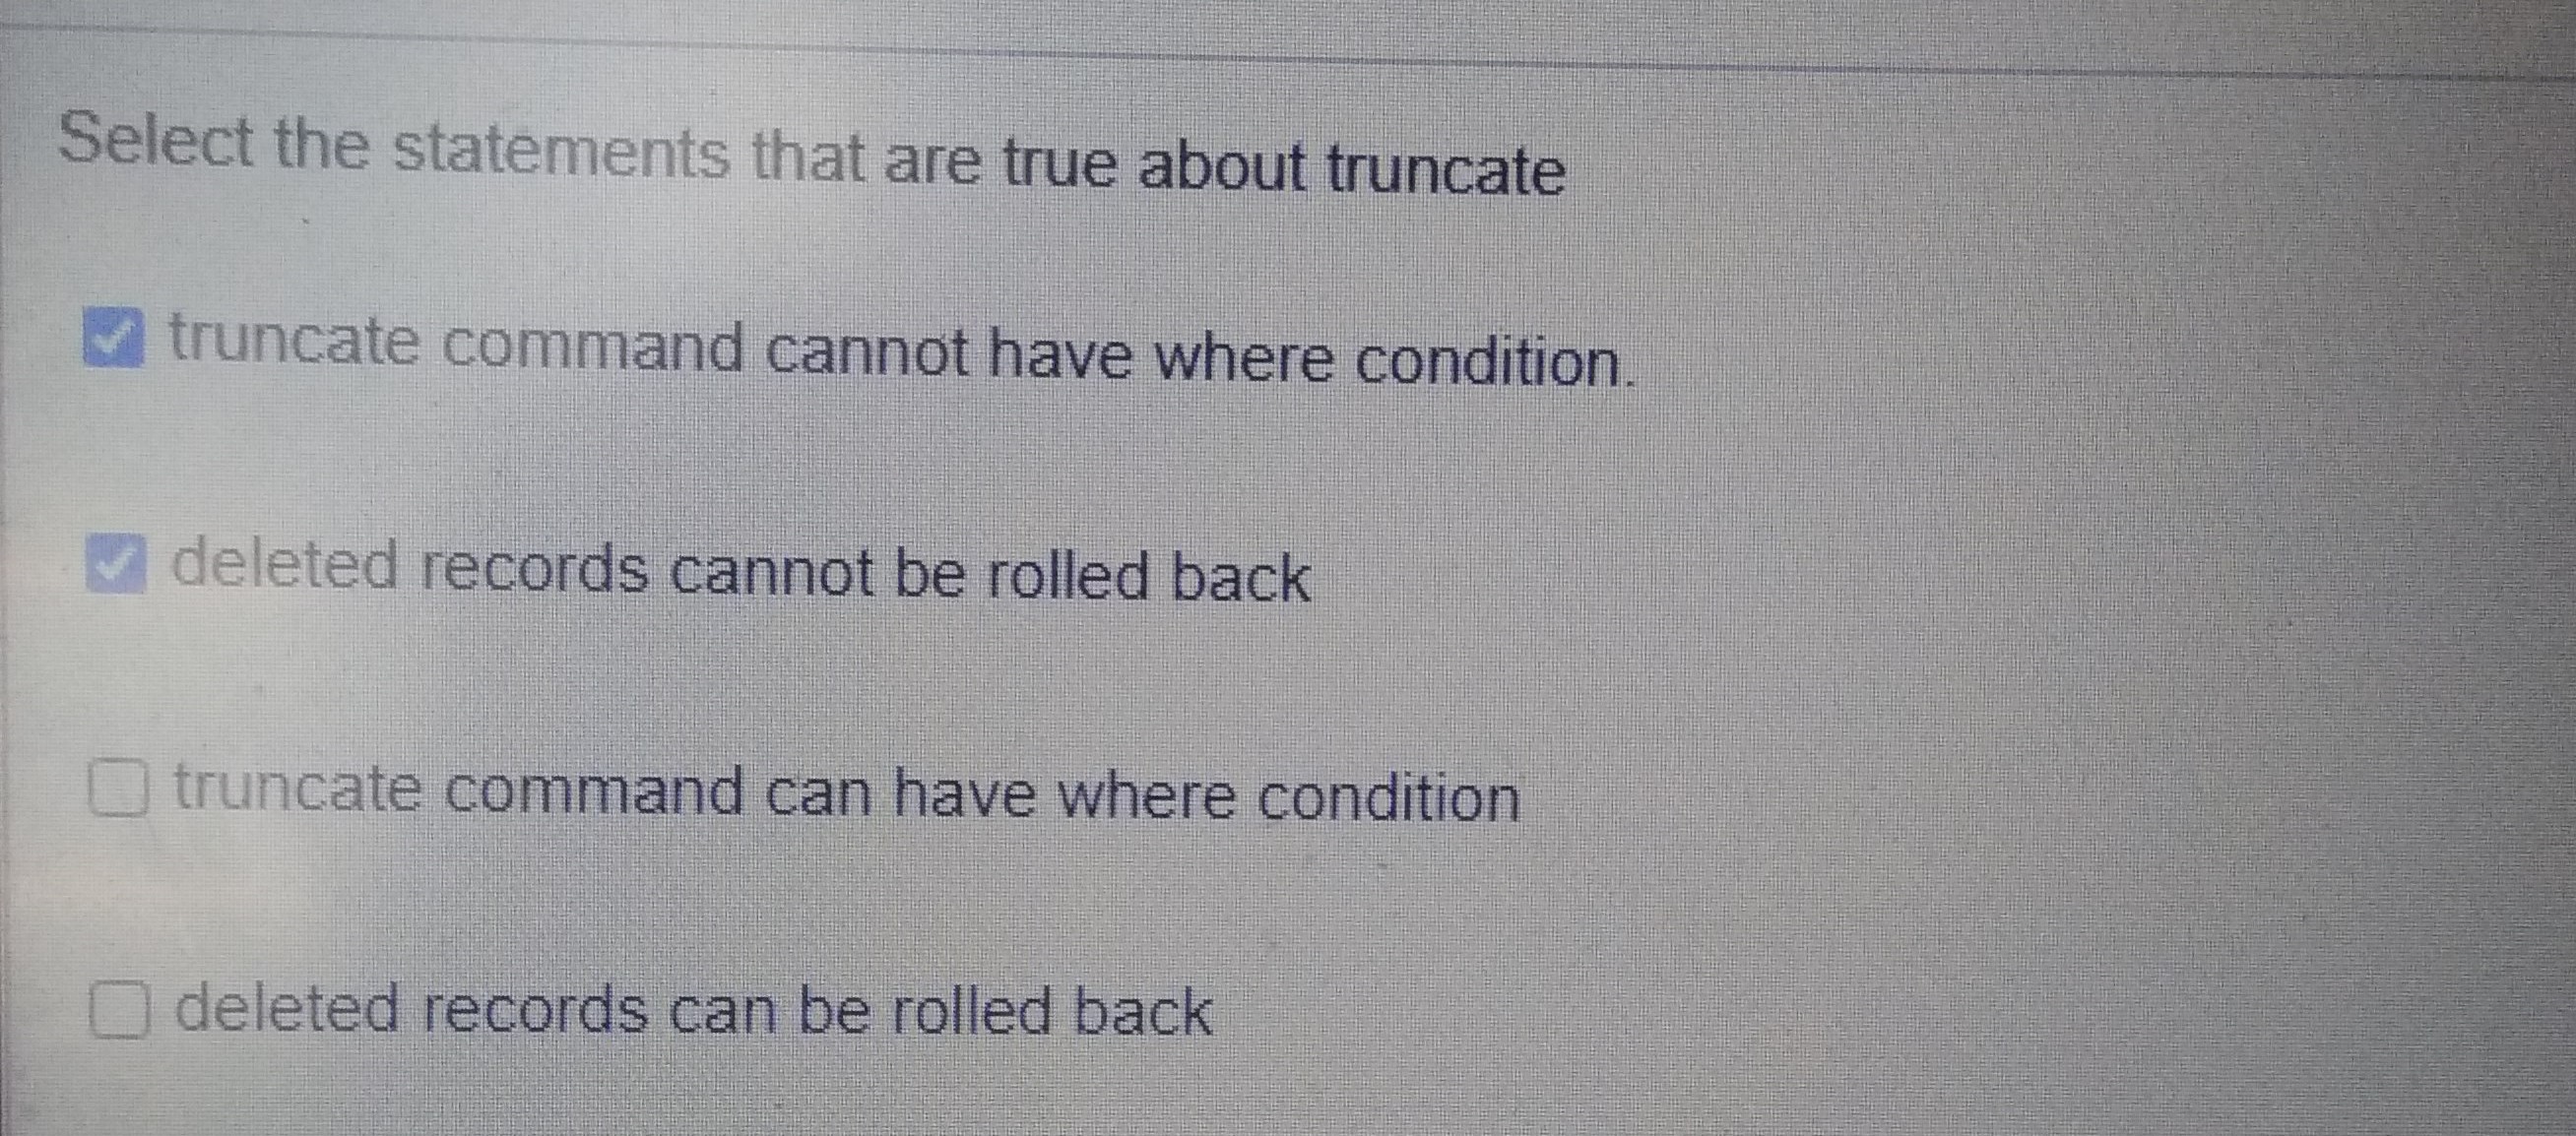 Select the statements that are true about truncate
truncate command cannot have where condition.
deleted records cannot be rolled back
truncate command can have where condition
deleted records can be rolled back